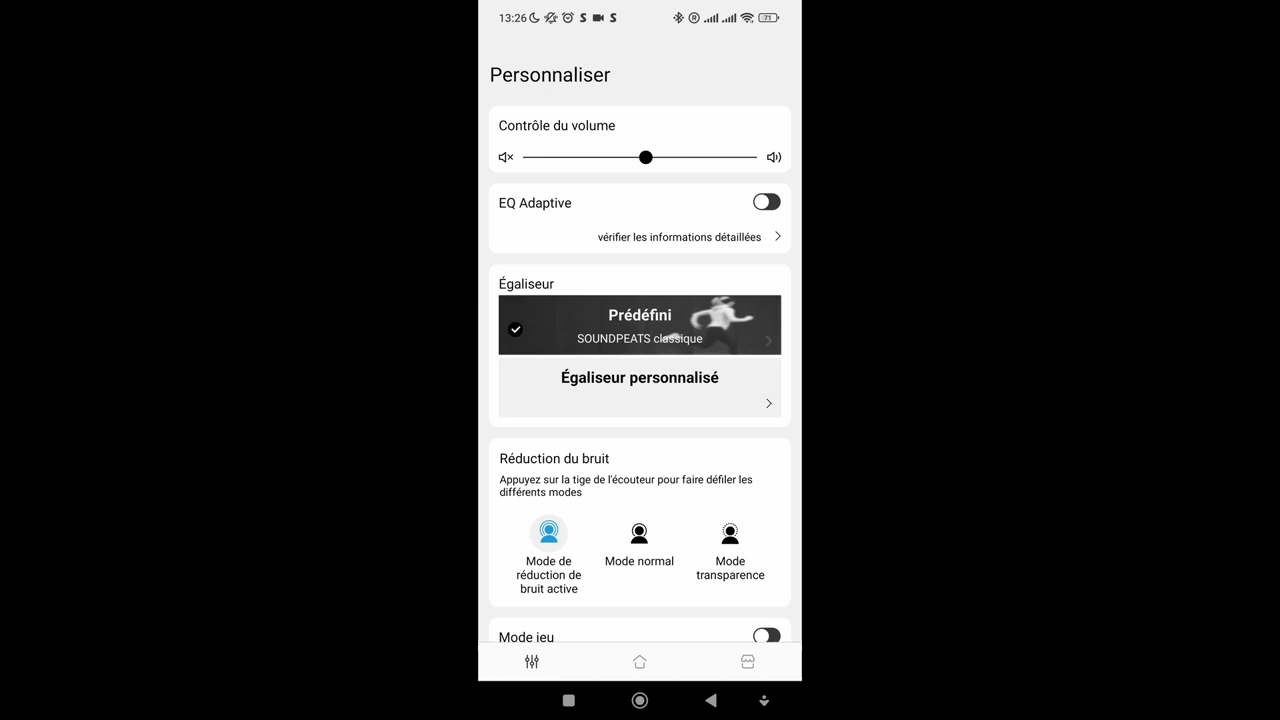 13:26
71
Personnaliser
Contrôle du volume
EQ Adaptive
vérifier les informations détaillées
Égaliseur
Prédéfini
SOUNDPEATS classique
Égaliseur personnalisé
Réduction du bruit
Appuyez sur la tige de l'écouteur pour faire défiler les
différents modes
Mode de
réduction de
bruit active
Mode normal
Mode
transparence
Mode jeu